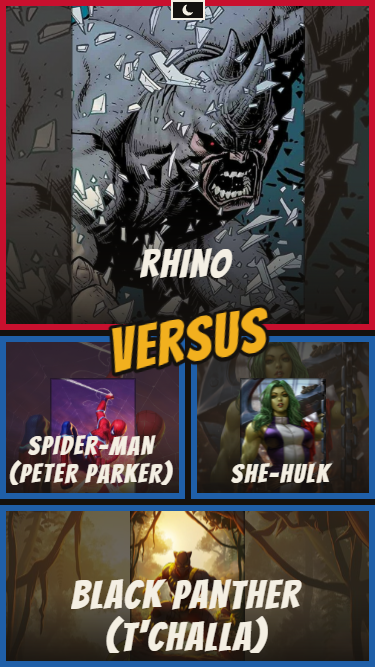 RHINO
VERSUS
SPIDER-MAN
(PETER PARKER)
SHE-HULK
BLACK PANTHER
(T'CHALLA)